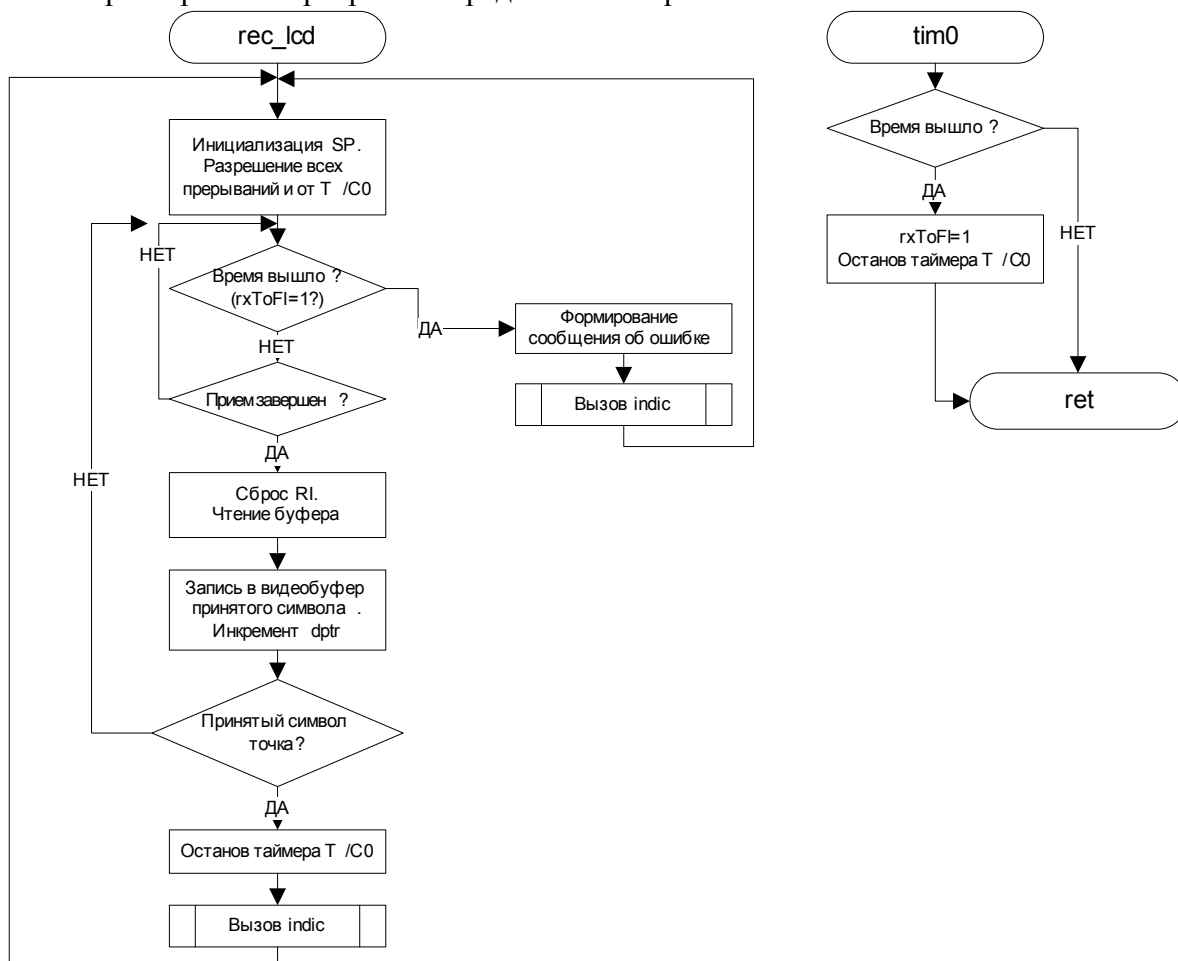 rec_lcd
Инициализация SP.
Разрешение всех
прерываний и от T /C0
НЕТ
Время вышло ?
(rxToFl=1?)
ДА
Формирование
сообщения об ошибке
НЕТ
Прием завершен ?
Вызов indic
ДА
НЕТ
Сброс RI.
Чтение буфера
Запись в видеобуфер
принятого символа .
Инкремент dptr
Принятый символ
точка?
ДА
Останов таймера T /C0
Вызов indic
tim0
Время вышло ?
ДА
НЕТ
rxToFl=1
Останов таймера T /C0
ret